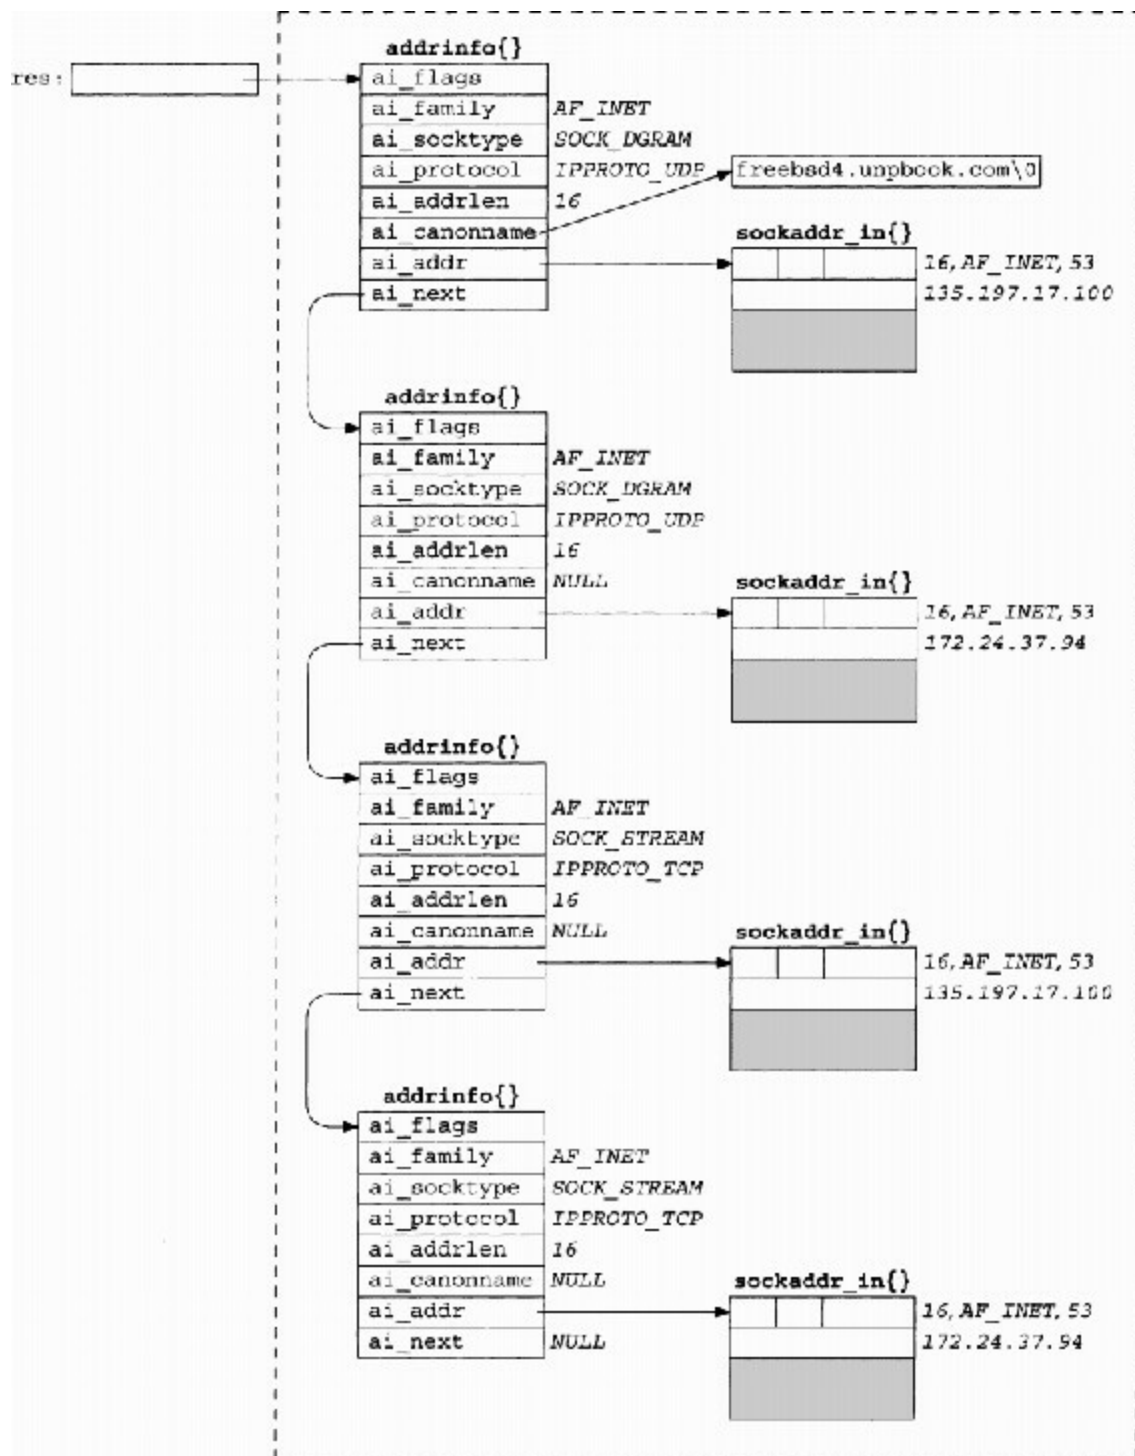 addrinfo{}
res:
ai_flags
ai_family AF_INET
ai_socktype SOCK_DGRAM
ai_protocol IPPROTO_UDP freebsd4.unpbook.com\0
ai_addrlen 16
ai_canonname sockaddr_in{}
ai_addr 16, AF_INET, 53
ai_next 135.197.17.100
addrinfo{}
ai_flags
ai_family AF_INET
ai_socktype SOCK_DGRAM
ai_protocol IPPROTO_UDP
ai_addrlen 16
ai_canonname NULL sockaddr_in{}
ai_addr 16, AF_INET, 53
ai_next 172.24.37.94
addrinfo{}
ai_flags
ai_family AF_INET
ai_socktype SOCK_STREAM
ai_protocol IPPROTO_TCP
ai_addrlen 16
ai_canonname NULL sockaddr_in{}
ai_addr 16, AF_INET, 53
ai_next 135.197.17.100
addrinfo{}
ai_flags
ai_family AF_INET
ai_socktype SOCK_STREAM
ai_protocol IPPROTO_TCP
ai_addrlen 16
ai_canonname NULL sockaddr_in{}
ai_addr 16, AF_INET, 53
ai_next NULL 172.24.37.94